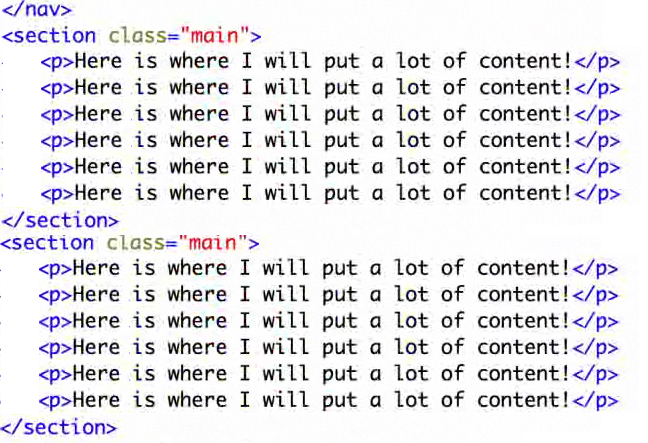 </nav>
<section class="main">
<p>Here is where I will put a lot of content!</p>
<p>Here is where I will put a lot of content!</p>
<p>Here is where I will put a lot of content!</p>
<p>Here is where I will put a lot of content!</p>
<p>Here is where I will put a lot of content!</p>
<p>Here is where I will put a lot of content!</p>
</section>
<section class="main">
<p>Here is where I will put a lot of content!</p>
<p>Here is where I will put a lot of content!</p>
<p>Here is where I will put a lot of content!</p>
<p>Here is where I will put a lot of content!</p>
<p>Here is where I will put a lot of content!</p>
<p>Here is where I will put a lot of content!</p>
</section>